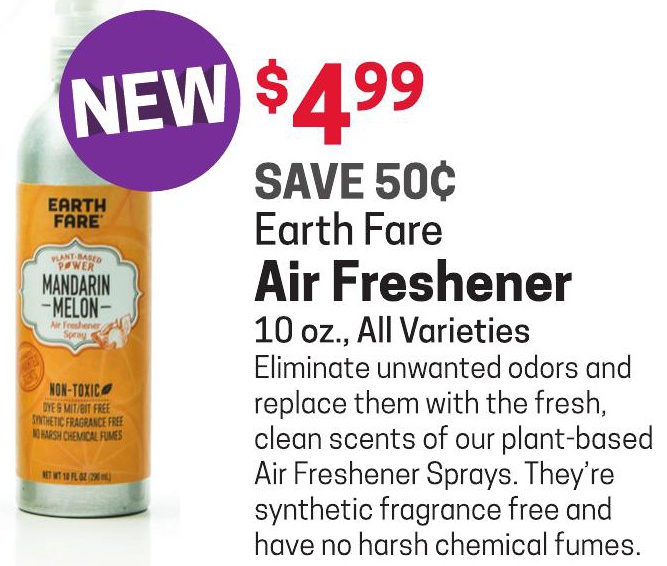 NEW
$4.99
SAVE 50¢
Earth Fare
Air Freshener
10 oz., All Varieties
Eliminate unwanted odors and
replace them with the fresh,
clean scents of our plant-based
Air Freshener Sprays. They're
synthetic fragrance free and
have no harsh chemical fumes.
EARTH
FARE
PLANT-BASED
POWER
MANDARIN
-MELON-
Air Freshener
Spray
NON-TOXIC
DYE & MIT/BIT FREE
SYNTHETIC FRAGRANCE FREE
NO HARSH CHEMICAL FUMES
NET WT 10 FL OZ (296 mL)